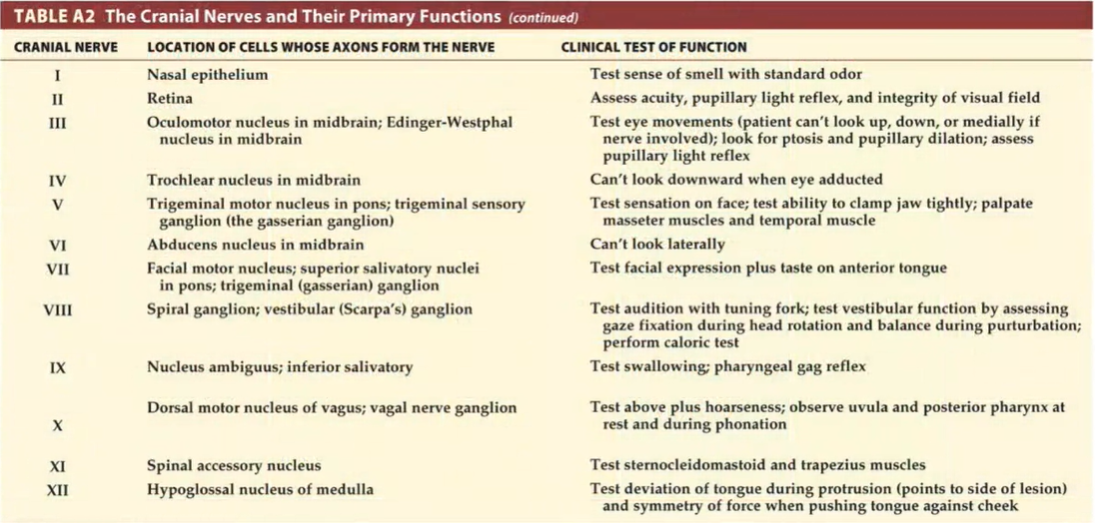 TABLE A2 The Cranial Nerves and Their Primary Functions (continued)
CRANIAL NERVE LOCATION OF CELLS WHOSE AXONS FORM THE NERVE CLINICAL TEST OF FUNCTION
I Nasal epithelium Test sense of smell with standard odor
II Retina Assess acuity, pupillary light reflex, and integrity of visual field
III Oculomotor nucleus in midbrain; Edinger-Westphal Test eye movements (patient can't look up, down, or medially if
nucleus in midbrain nerve involved); look for ptosis and pupillary dilation; assess
pupillary light reflex
IV Trochlear nucleus in midbrain Can't look downward when eye adducted
V Trigeminal motor nucleus in pons; trigeminal sensory Test sensation on face; test ability to clamp jaw tightly; palpate
ganglion (the gasserian ganglion) masseter muscles and temporal muscle
VI Abducens nucleus in midbrain Can't look laterally
VII Facial motor nucleus; superior salivatory nuclei Test facial expression plus taste on anterior tongue
in pons; trigeminal (gasserian) ganglion
VIII Spiral ganglion; vestibular (Scarpa's) ganglion Test audition with tuning fork; test vestibular function by assessing
gaze fixation during head rotation and balance during purturbation;
perform caloric test
IX Nucleus ambiguus; inferior salivatory Test swallowing; pharyngeal gag reflex
Dorsal motor nucleus of vagus; vagal nerve ganglion Test above plus hoarseness; observe uvula and posterior pharynx at
X rest and during phonation
XI Spinal accessory nucleus Test sternocleidomastoid and trapezius muscles
XII Hypoglossal nucleus of medulla Test deviation of tongue during protrusion (points to side of lesion)
and symmetry of force when pushing tongue against cheek